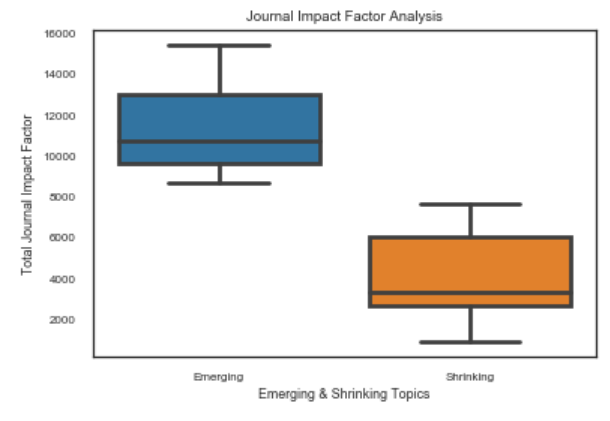 Journal Impact Factor Analysis
Total Journal Impact Factor
16000
14000
12000
10000
8000
6000
4000
2000
Emerging
Shrinking
Emerging & Shrinking Topics